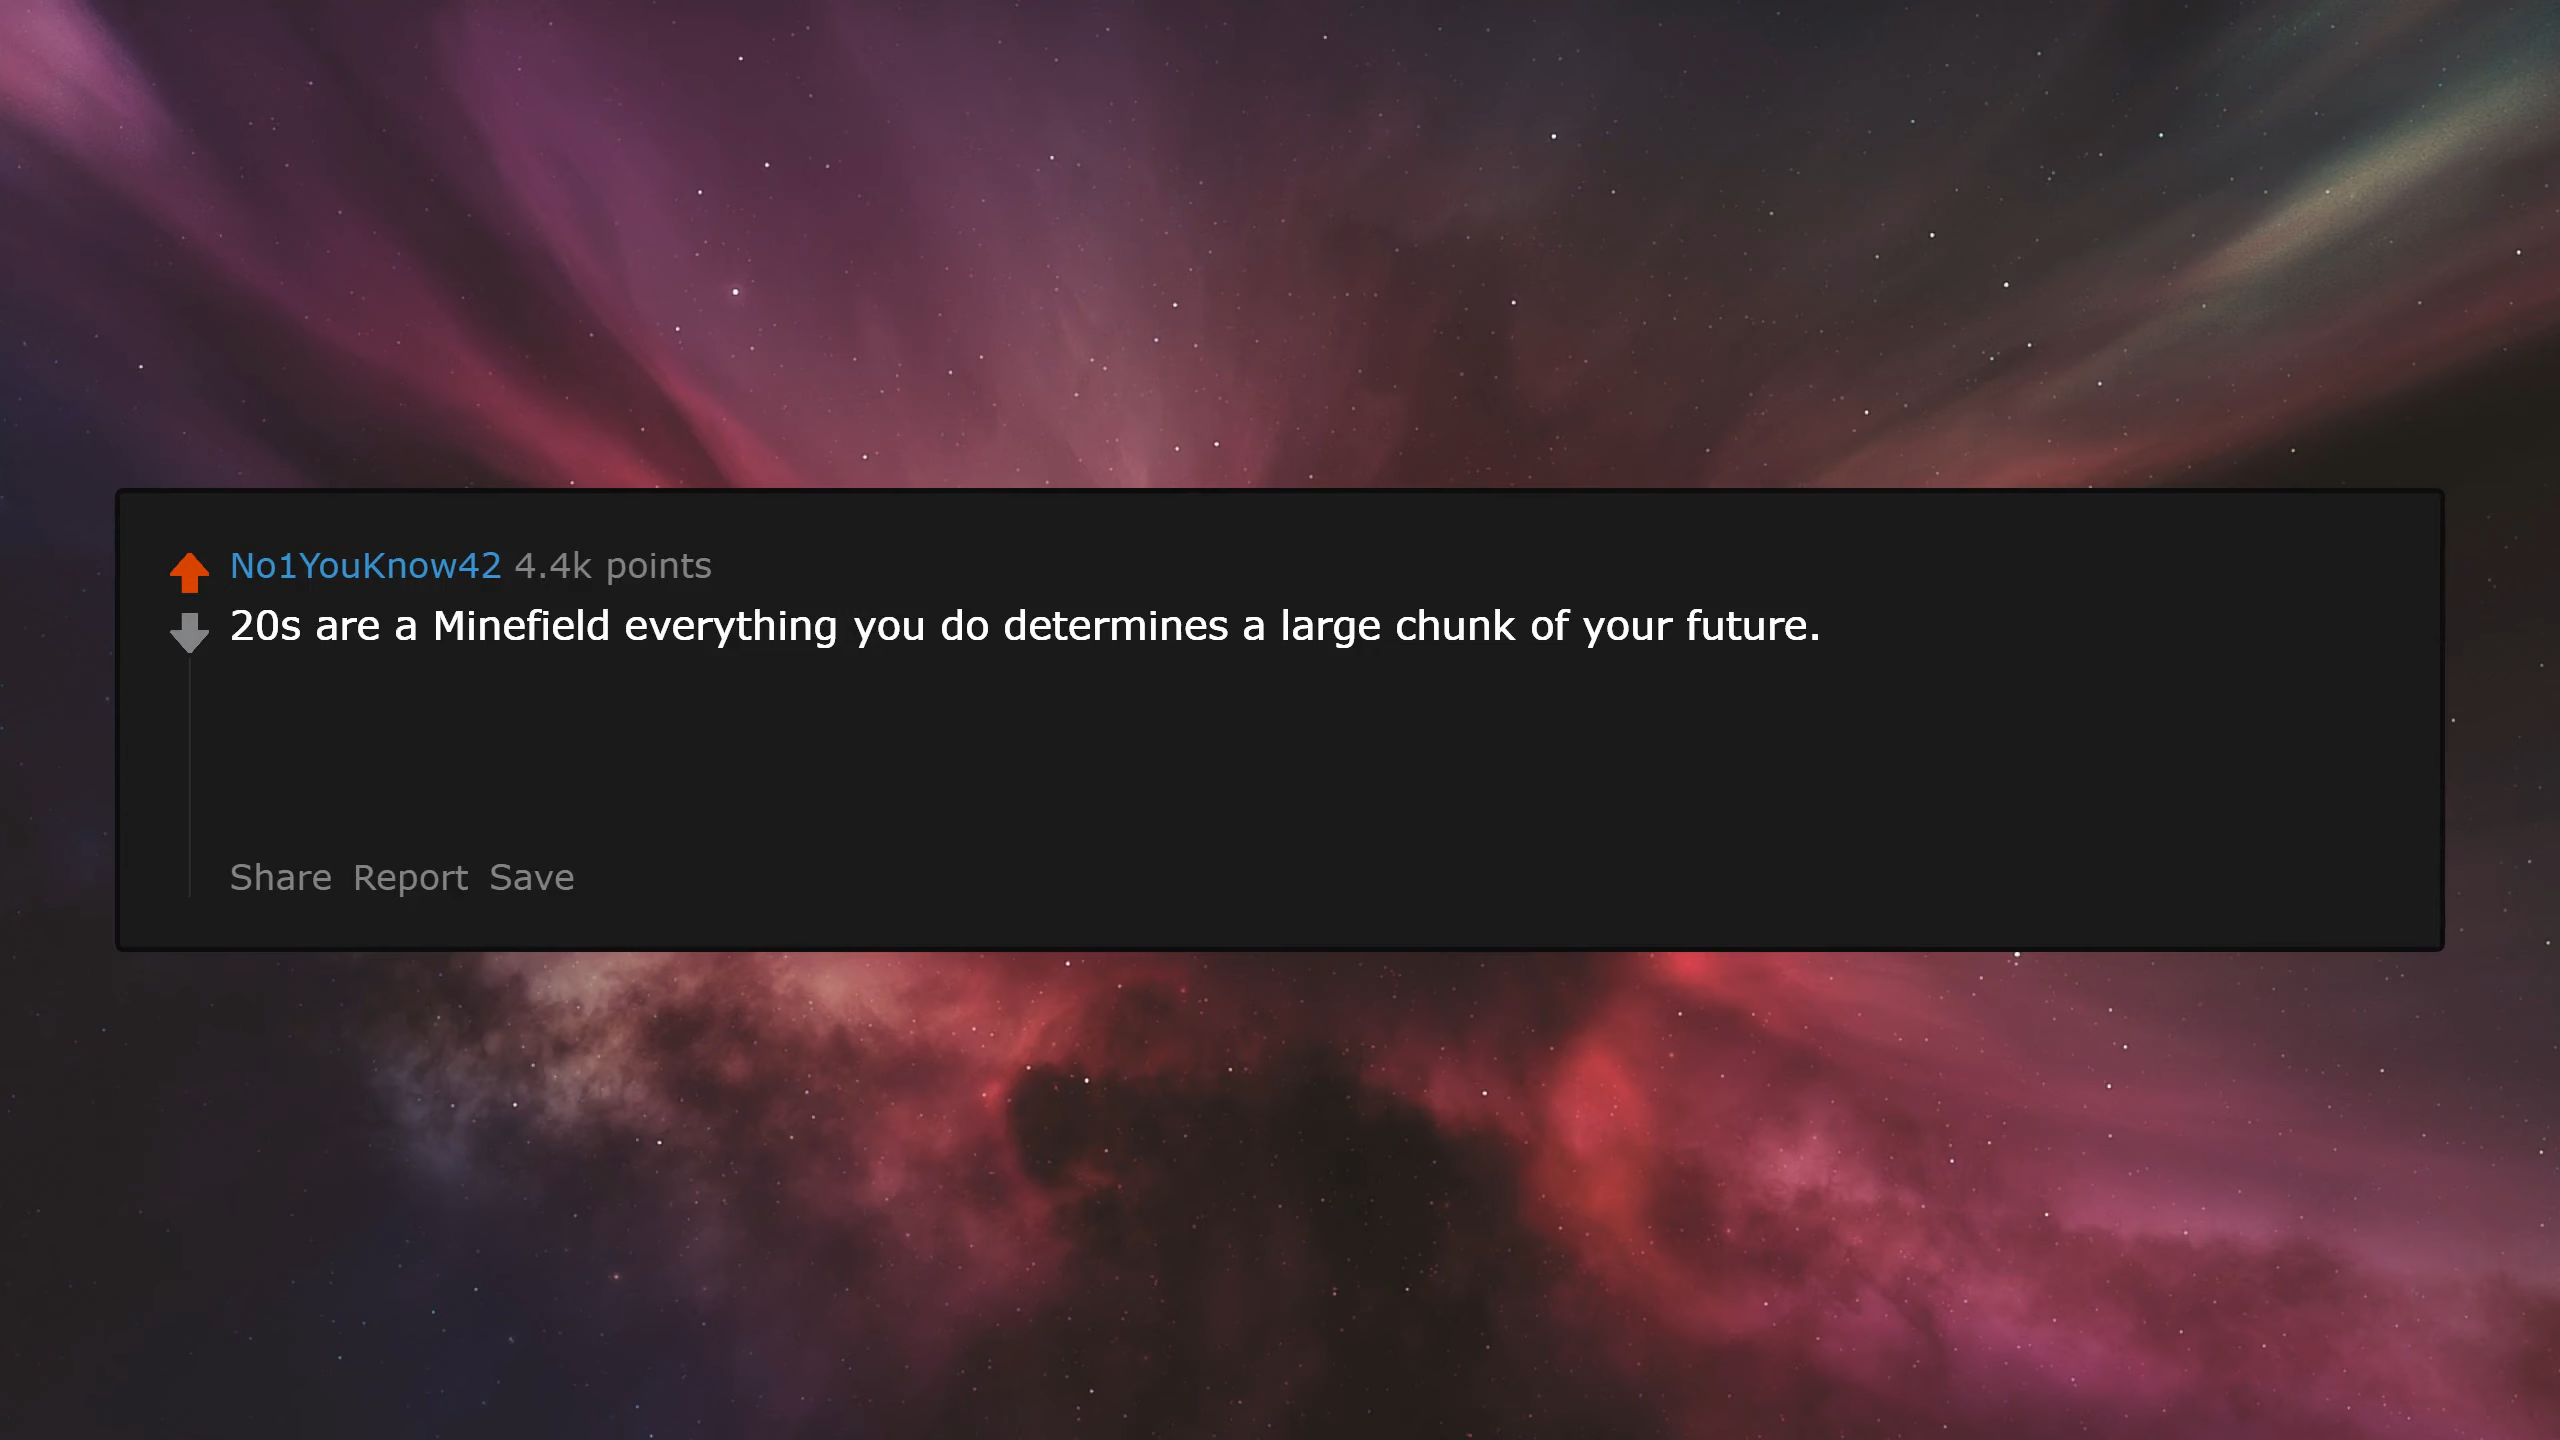 No1YouKnow42 4.4k points
20s are a Minefield everything you do determines a large chunk of your future.
Share Report Save